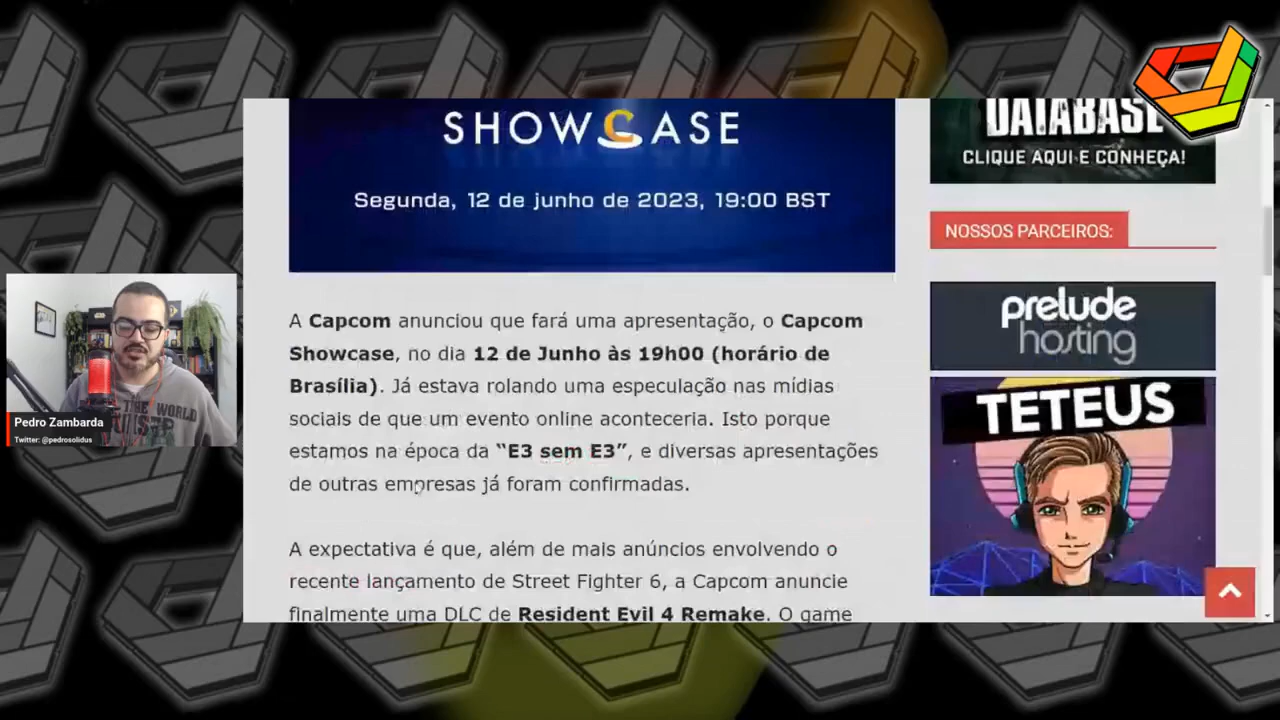 SHOWCASE
Segunda, 12 de junho de 2023, 19:00 BST
A Capcom anunciou que fará uma apresentação, o Capcom
Showcase, no dia 12 de Junho às 19h00 (horário de
Brasília). Já estava rolando uma especulação nas mídias
sociais de que um evento online aconteceria. Isto porque
estamos na época da “E3 sem E3”, e diversas apresentações
de outras empresas já foram confirmadas.
A expectativa é que, além de mais anúncios envolvendo o
recente lançamento de Street Fighter 6, a Capcom anuncie
finalmente uma DLC de Resident Evil 4 Remake. O game
DATABASE
CLIQUE AQUI E CONHEÇA!
NOSSOS PARCEIROS:
prelude
hosting
TETEUS
THE WORLD
Pedro Zambarda
Twitter: @pedrosolidus